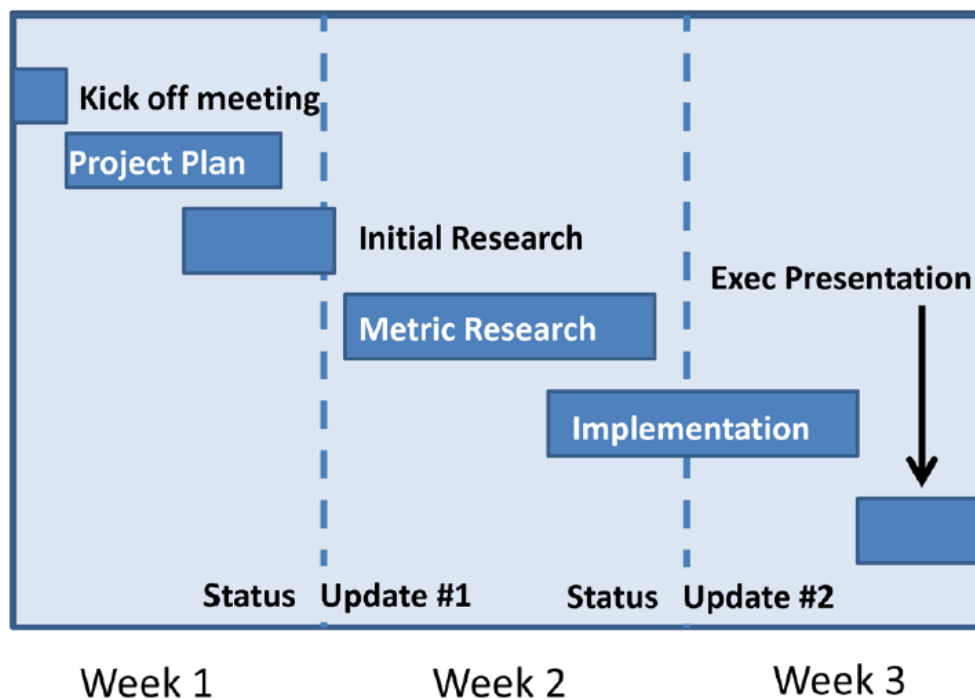 Kick off meeting
Project Plan
Initial Research
Exec Presentation
Metric Research
Implementation
Status Update #1
Status Update #2
Week 1
Week 2
Week 3